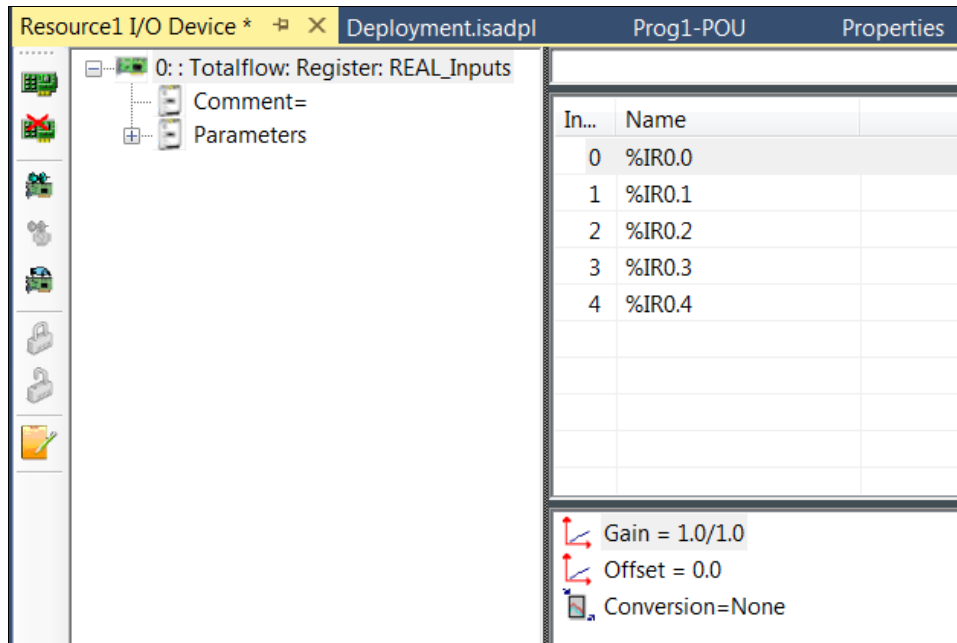 Resource1 I/O Device * Deployment.isadpl Prog1-POU Properties
0: : Totalflow: Register: REAL_Inputs
Comment=
Parameters
In... Name
0 %IR0.0
1 %IR0.1
2 %IR0.2
3 %IR0.3
4 %IR0.4
Gain = 1.0/1.0
Offset = 0.0
Conversion=None